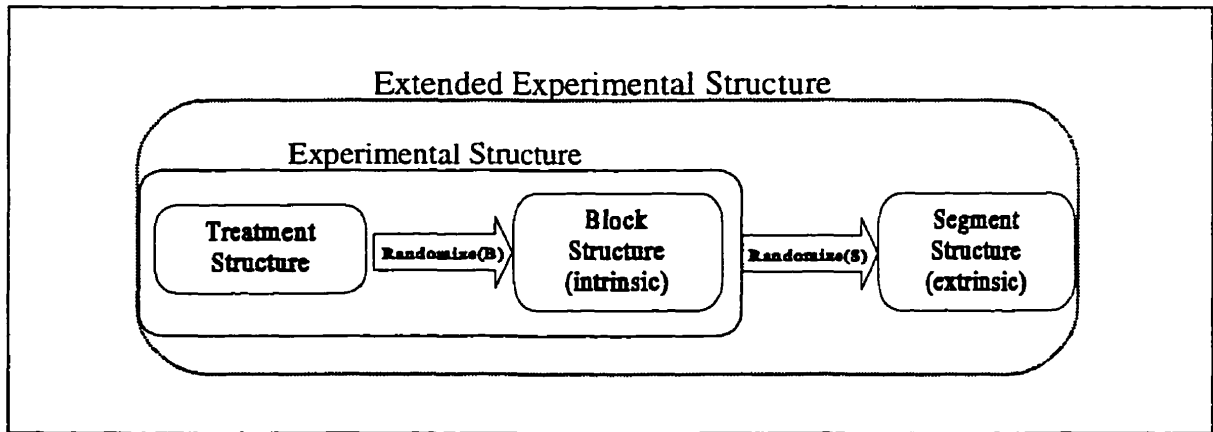 Extended Experimental Structure
Experimental Structure
Treatment
Structure
Randomize(B)
Block
Structure
(intrinsic)
Randomize(S)
Segment
Structure
(extrinsic)